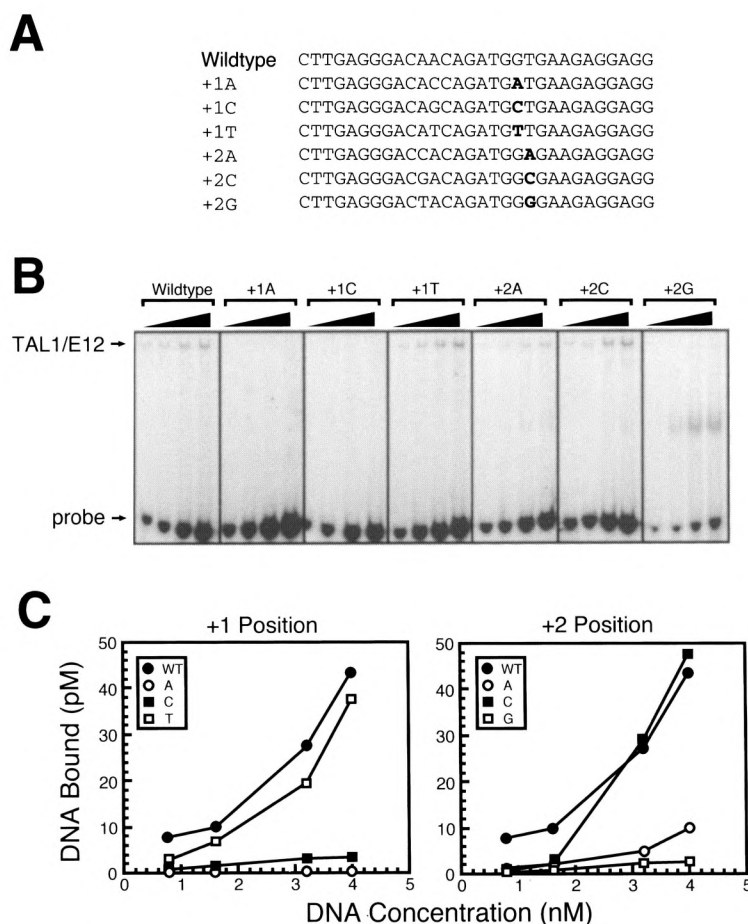 A
Wildtype CTTGAGGGACAACAGATGGTGAAGAGGAGG
+1A CTTGAGGGACACCAGATGATGAAGAGGAGG
+1C CTTGAGGGACAGCAGATGCTGAAGAGGAGG
+1T CTTGAGGGACATCAGATGTTGAAGAGGAGG
+2A CTTGAGGGACCACAGATGGAGAAGAGGAGG
+2C CTTGAGGGACGACAGATGGCGAAGAGGAGG
+2G CTTGAGGGACTACAGATGGGGAAGAGGAGG
B
Wildtype +1A +1C +1T +2A +2C +2G
TAL1/E12
probe
C
+1 Position
+2 Position
DNA Bound (pM)
50
40
30
20
10
0
WT
A
C
T
0 1 2 3 4 5
50
40
30
20
10
0
WT
A
C
G
0 1 2 3 4 5
DNA Concentration (nM)